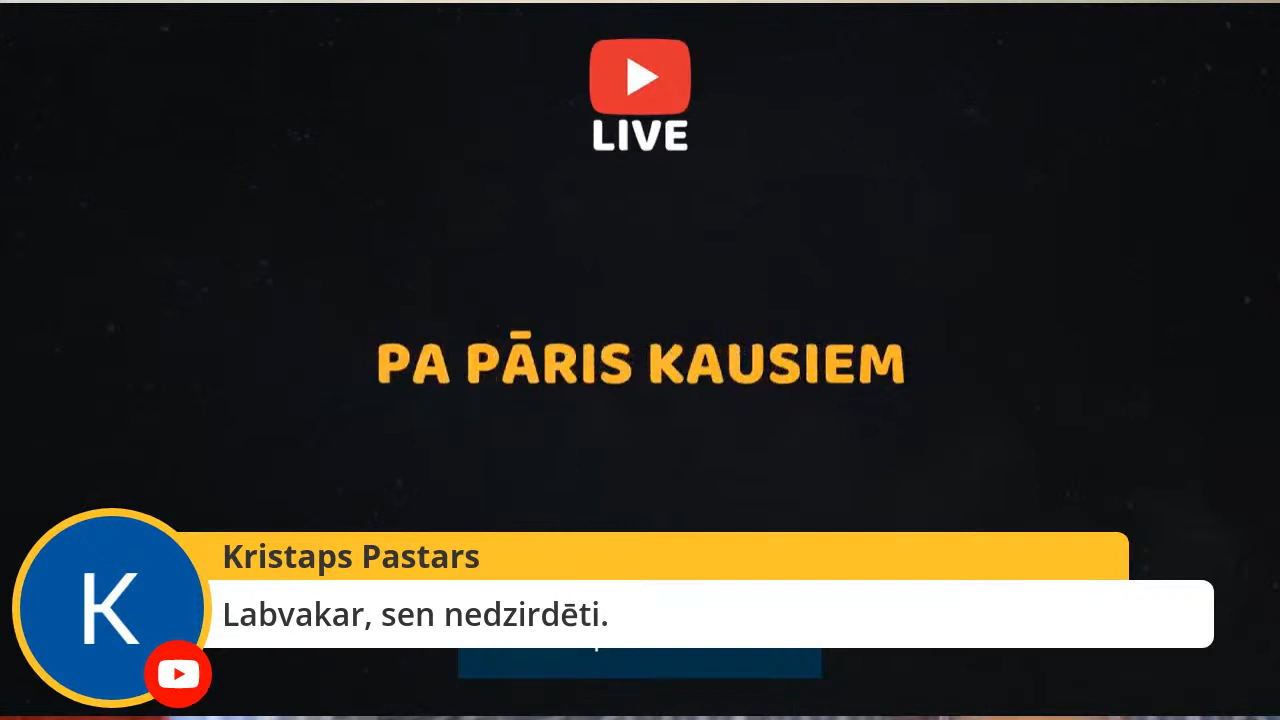 LIVE
PA PĀRIS KAUSIEM
K
Kristaps Pastars
Labvakar, sen nedzirdēti.